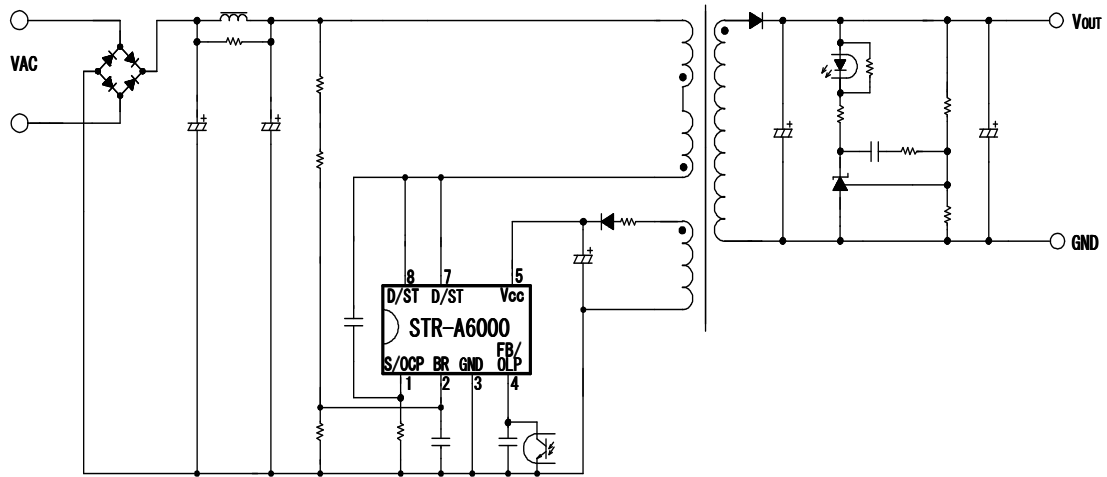 VAC
VOUT
GND
8 7 5
D/ST D/ST Vcc
STR-A6000
FB/
S/OCP BR GND OLP
1 2 3 4
+
+
+
+
+